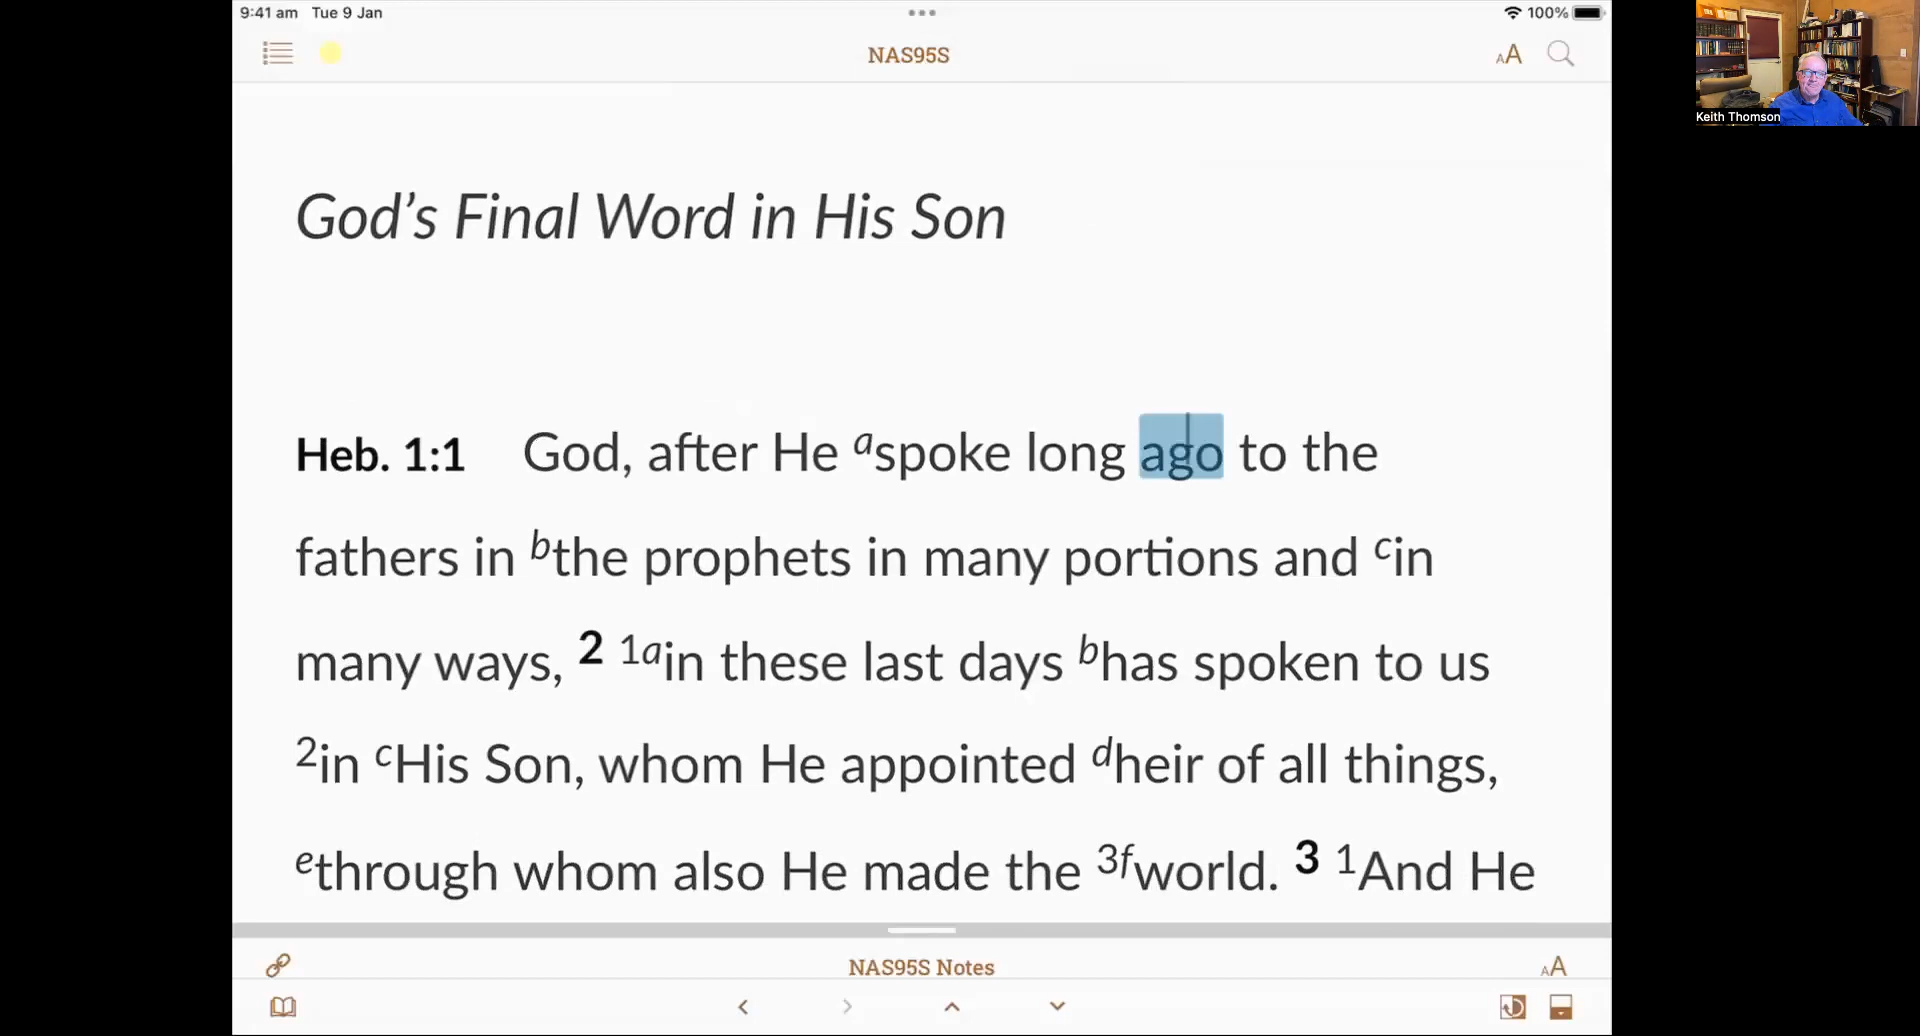 9:41 am Tue 9 Jan
100%
NAS95S
AA
Keith Thomson
God’s Final Word in His Son
Heb. 1:1 God, after He aspoke long ago to the
fathers in bthe prophets in many portions and cin
many ways, 2 1ain these last days bhas spoken to us
2in cHis Son, whom He appointed dheir of all things,
ethrough whom also He made the 3fworld. 3 1And He
NAS95S Notes
AA